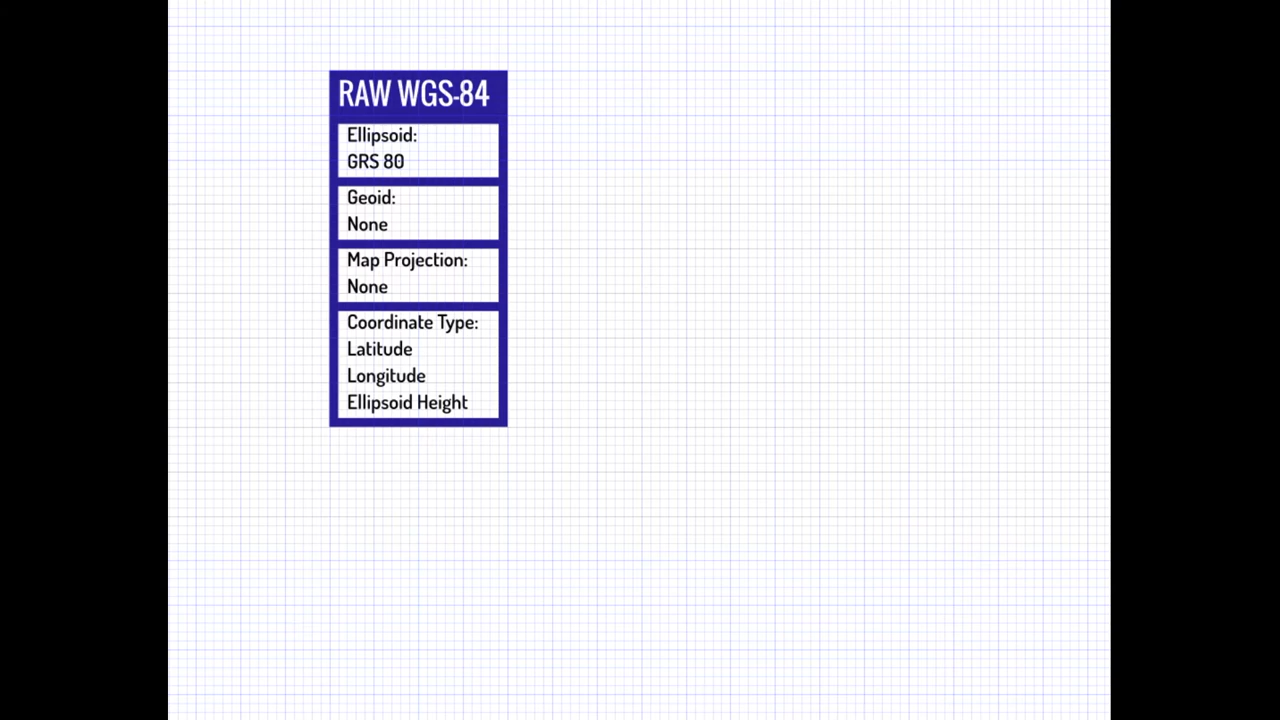 RAW WGS-84
Ellipsoid:
GRS 80
Geoid:
None
Map Projection:
None
Coordinate Type:
Latitude
Longitude
Ellipsoid Height